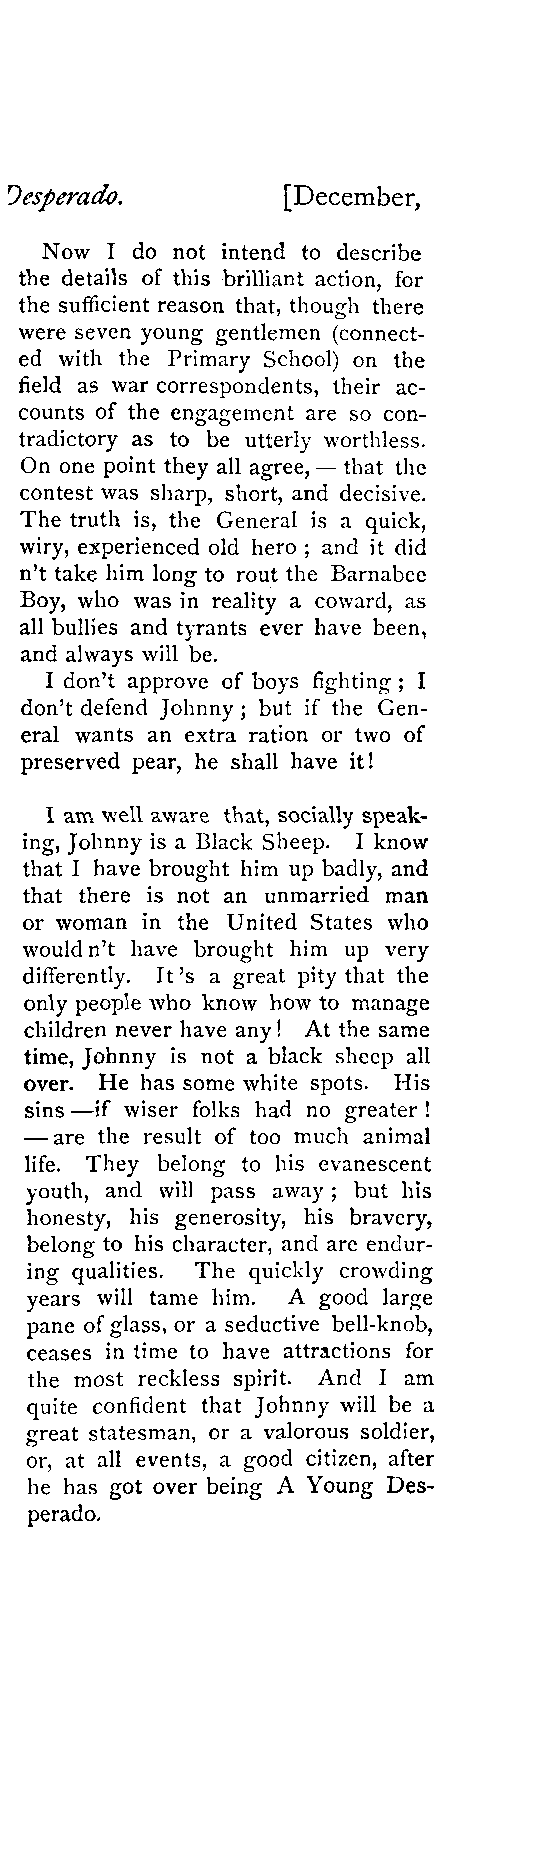 Desperado. [December,
Now I do not intend to describe
the details of this brilliant action, for
the sufficient reason that, though there
were seven young gentlemen (connect-
ed with the Primary School) on the
field as war correspondents, their ac-
counts of the engagement are so con-
tradictory as to be utterly worthless.
On one point they all agree, — that the
contest was sharp, short, and decisive.
The truth is, the General is a quick,
wiry, experienced old hero ; and it did
n't take him long to rout the Barnabee
Boy, who was in reality a coward, as
all bullies and tyrants ever have been,
and always will be.
I don't approve of boys fighting ; I
don't defend Johnny ; but if the Gen-
eral wants an extra ration or two of
preserved pear, he shall have it!
I am well aware that, socially speak-
ing, Johnny is a Black Sheep. I know
that I have brought him up badly, and
that there is not an unmarried man
or woman in the United States who
would n't have brought him up very
differently. It 's a great pity that the
only people who know how to manage
children never have any! At the same
time, Johnny is not a black sheep all
over. He has some white spots. His
sins — if wiser folks had no greater !
— are the result of too much animal
life. They belong to his evanescent
youth, and will pass away ; but his
honesty, his generosity, his bravery,
belong to his character, and are endur-
ing qualities. The quickly crowding
years will tame him. A good large
pane of glass, or a seductive bell-knob,
ceases in time to have attractions for
the most reckless spirit. And I am
quite confident that Johnny will be a
great statesman, or a valorous soldier,
or, at all events, a good citizen, after
he has got over being A Young Des-
perado.